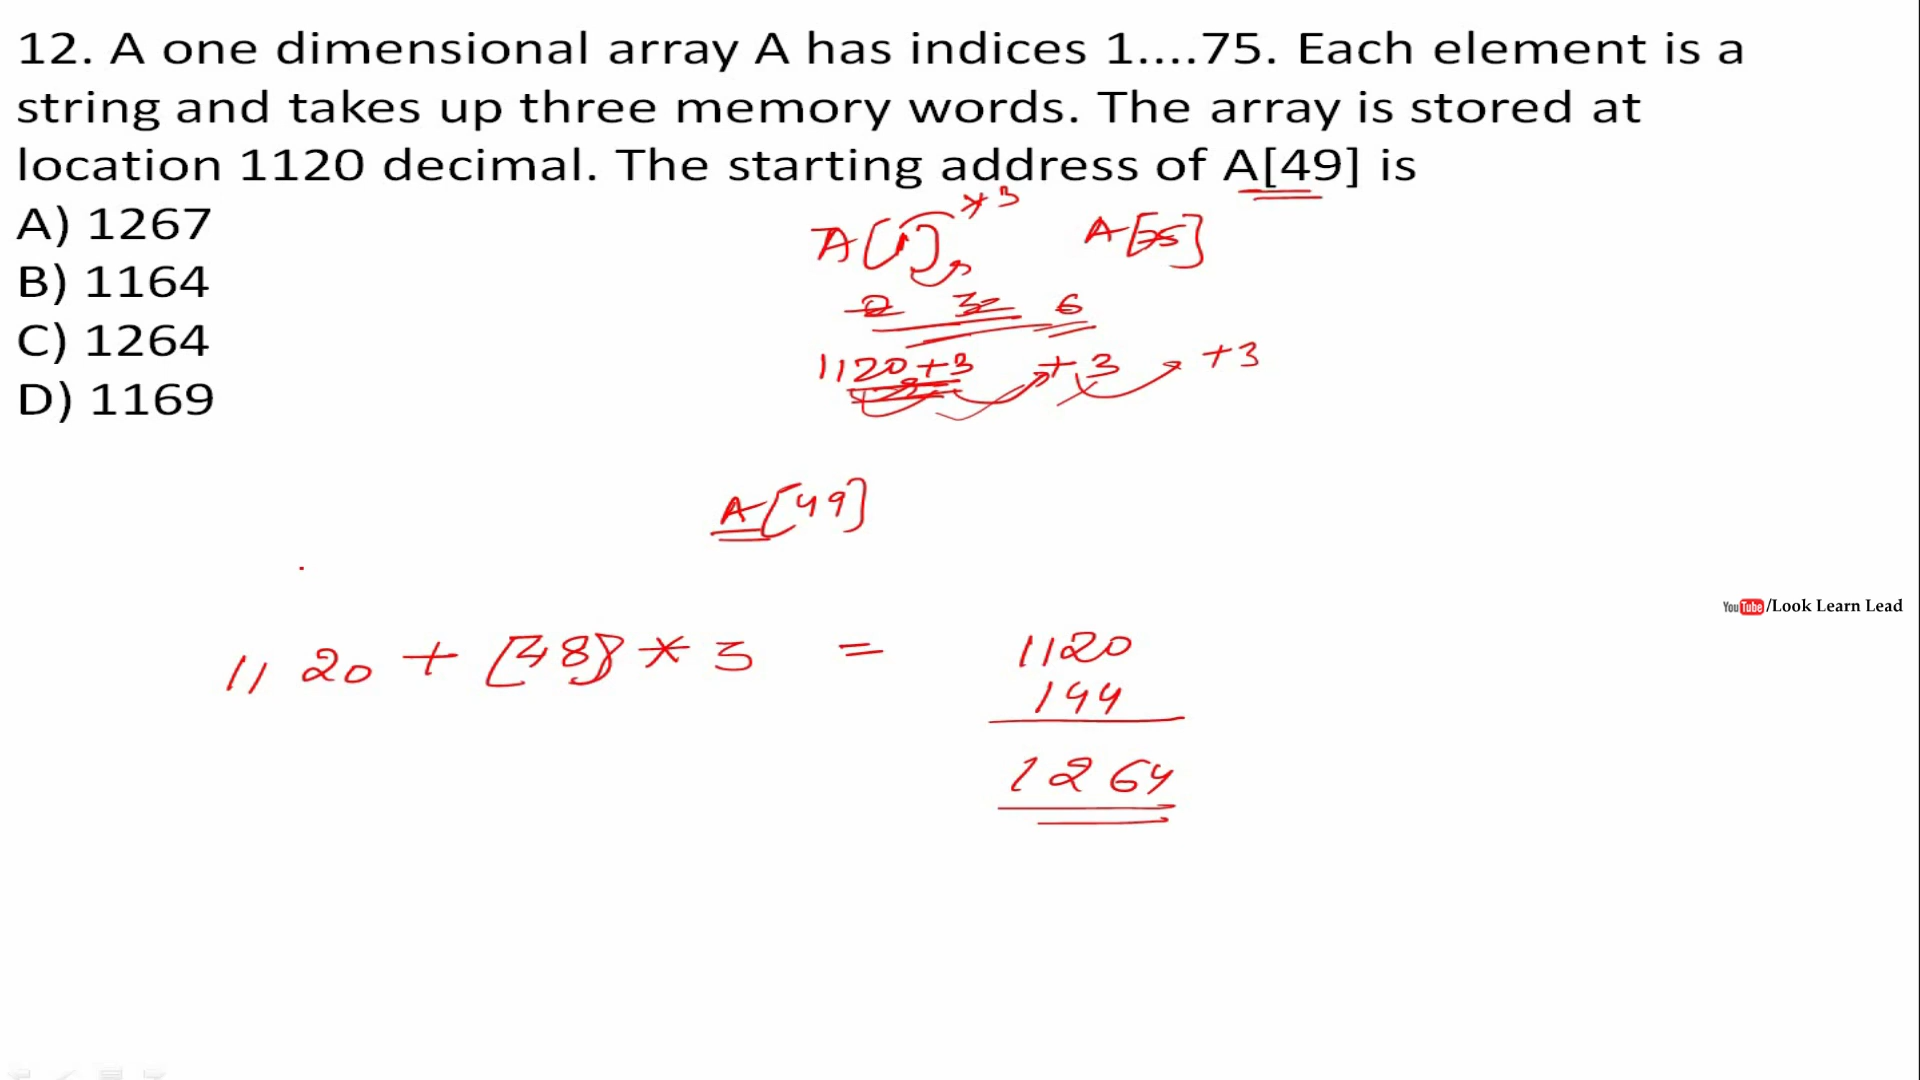 12. A one dimensional array A has indices 1....75. Each element is a
string and takes up three memory words. The array is stored at
location 1120 decimal. The starting address of A[49] is
A) 1267
B) 1164
C) 1264
D) 1169
A[1] *3 A[75]
0 3 6
1120+3 +3 +3
A[49]
1120 + [48] * 3 = 1120
144
1264
YouTube/Look Learn Lead